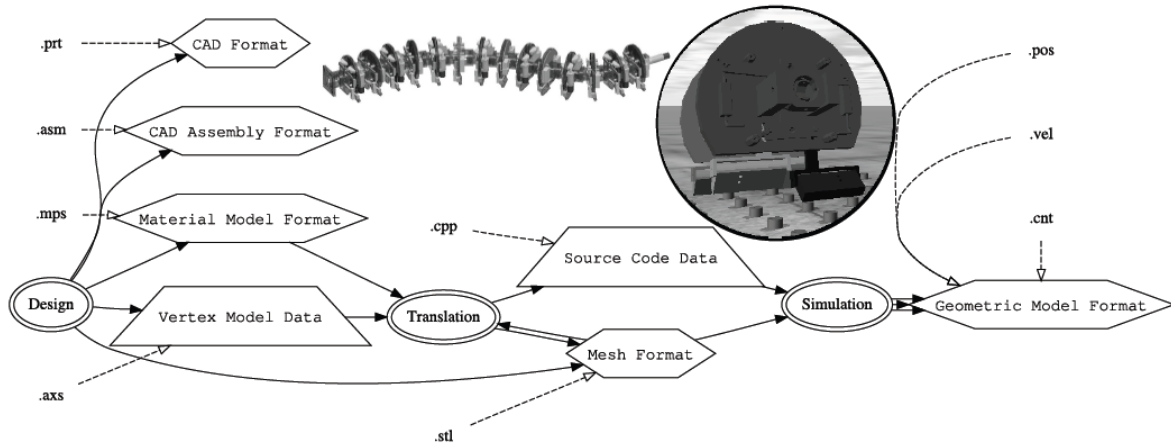 .prt
CAD Format
.pos
.asm
CAD Assembly Format
.vel
.mps
Material Model Format
.cpp
.cnt
Source Code Data
Design
Vertex Model Data
Translation
Simulation
Geometric Model Format
Mesh Format
.axs
.stl